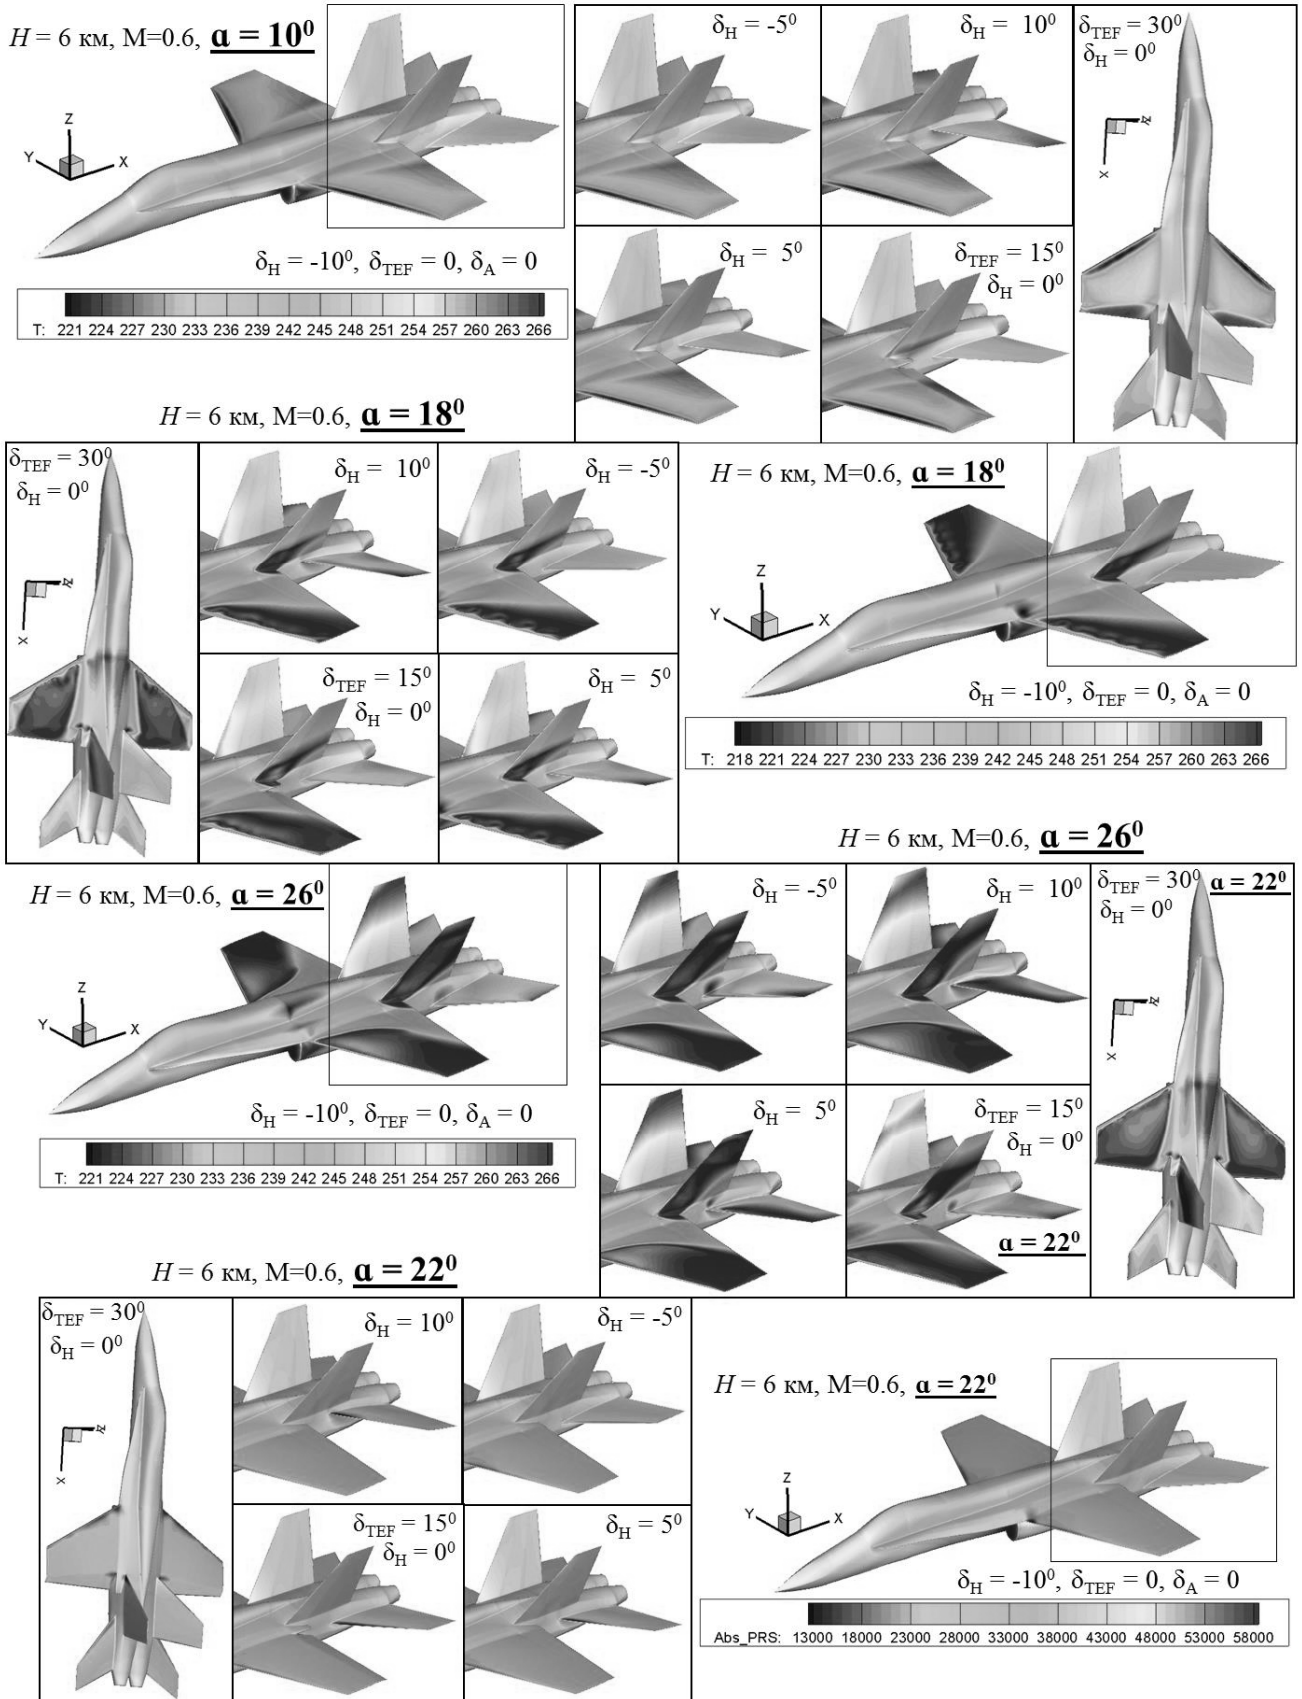 H = 6 км, M=0.6, α = 10⁰
δH = -5⁰
δH = 10⁰
δTEF = 30⁰
δH = 0⁰
Z
Y
X
Z
X
δH = -10⁰, δTEF = 0, δA = 0
δH = 5⁰
δTEF = 15⁰
δH = 0⁰
T: 221 224 227 230 233 236 239 242 245 248 251 254 257 260 263 266
H = 6 км, M=0.6, α = 18⁰
δTEF = 30⁰
δH = 0⁰
δH = 10⁰
δH = -5⁰
H = 6 км, M=0.6, α = 18⁰
Z
X
Z
Y
X
δTEF = 15⁰
δH = 0⁰
δH = 5⁰
δH = -10⁰, δTEF = 0, δA = 0
T: 218 221 224 227 230 233 236 239 242 245 248 251 254 257 260 263 266
H = 6 км, M=0.6, α = 26⁰
H = 6 км, M=0.6, α = 26⁰
δH = -5⁰
δH = 10⁰
δTEF = 30⁰ α = 22⁰
δH = 0⁰
Z
Y
X
Z
X
δH = -10⁰, δTEF = 0, δA = 0
δH = 5⁰
δTEF = 15⁰
δH = 0⁰
α = 22⁰
T: 221 224 227 230 233 236 239 242 245 248 251 254 257 260 263 266
H = 6 км, M=0.6, α = 22⁰
δTEF = 30⁰
δH = 0⁰
δH = 10⁰
δH = -5⁰
H = 6 км, M=0.6, α = 22⁰
Z
X
Z
Y
X
δTEF = 15⁰
δH = 0⁰
δH = 5⁰
δH = -10⁰, δTEF = 0, δA = 0
Abs_PRS: 13000 18000 23000 28000 33000 38000 43000 48000 53000 58000